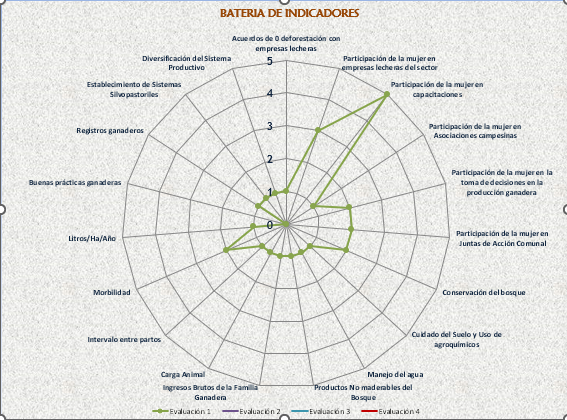 BATERIA DE INDICADORES
Acuerdos de 0 deforestación con
empresas lecheras
Participación de la mujer en
empresas lecheras del sector
Participación de la mujer en
capacitaciones
Participación de la mujer en
Asociaciones campesinas
Participación de la mujer en la
toma de decisiones en la
producción ganadera
Participación de la mujer en
Juntas de Acción Comunal
Conservación del bosque
Cuidado del Suelo y Uso de
agroquímicos
Manejo del agua
Productos No maderables del
Bosque
Ingresos Brutos de la Familia
Ganadera
Carga Animal
Intervalo entre partos
Morbilidad
Litros/Ha/Año
Buenas prácticas ganaderas
Registros ganaderos
Establecimiento de Sistemas
Silvopastoriles
Diversificación del Sistema
Productivo
5
4
3
2
1
0
Evaluación 1
Evaluación 2
Evaluación 3
Evaluación 4